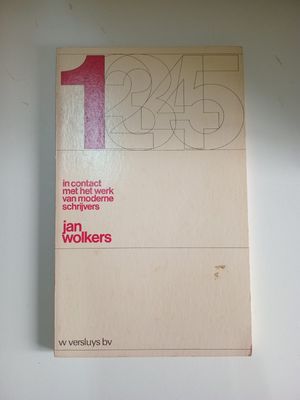 12345
in contact
met het werk
van moderne
schrijvers
jan
wolkers
w versluys bv